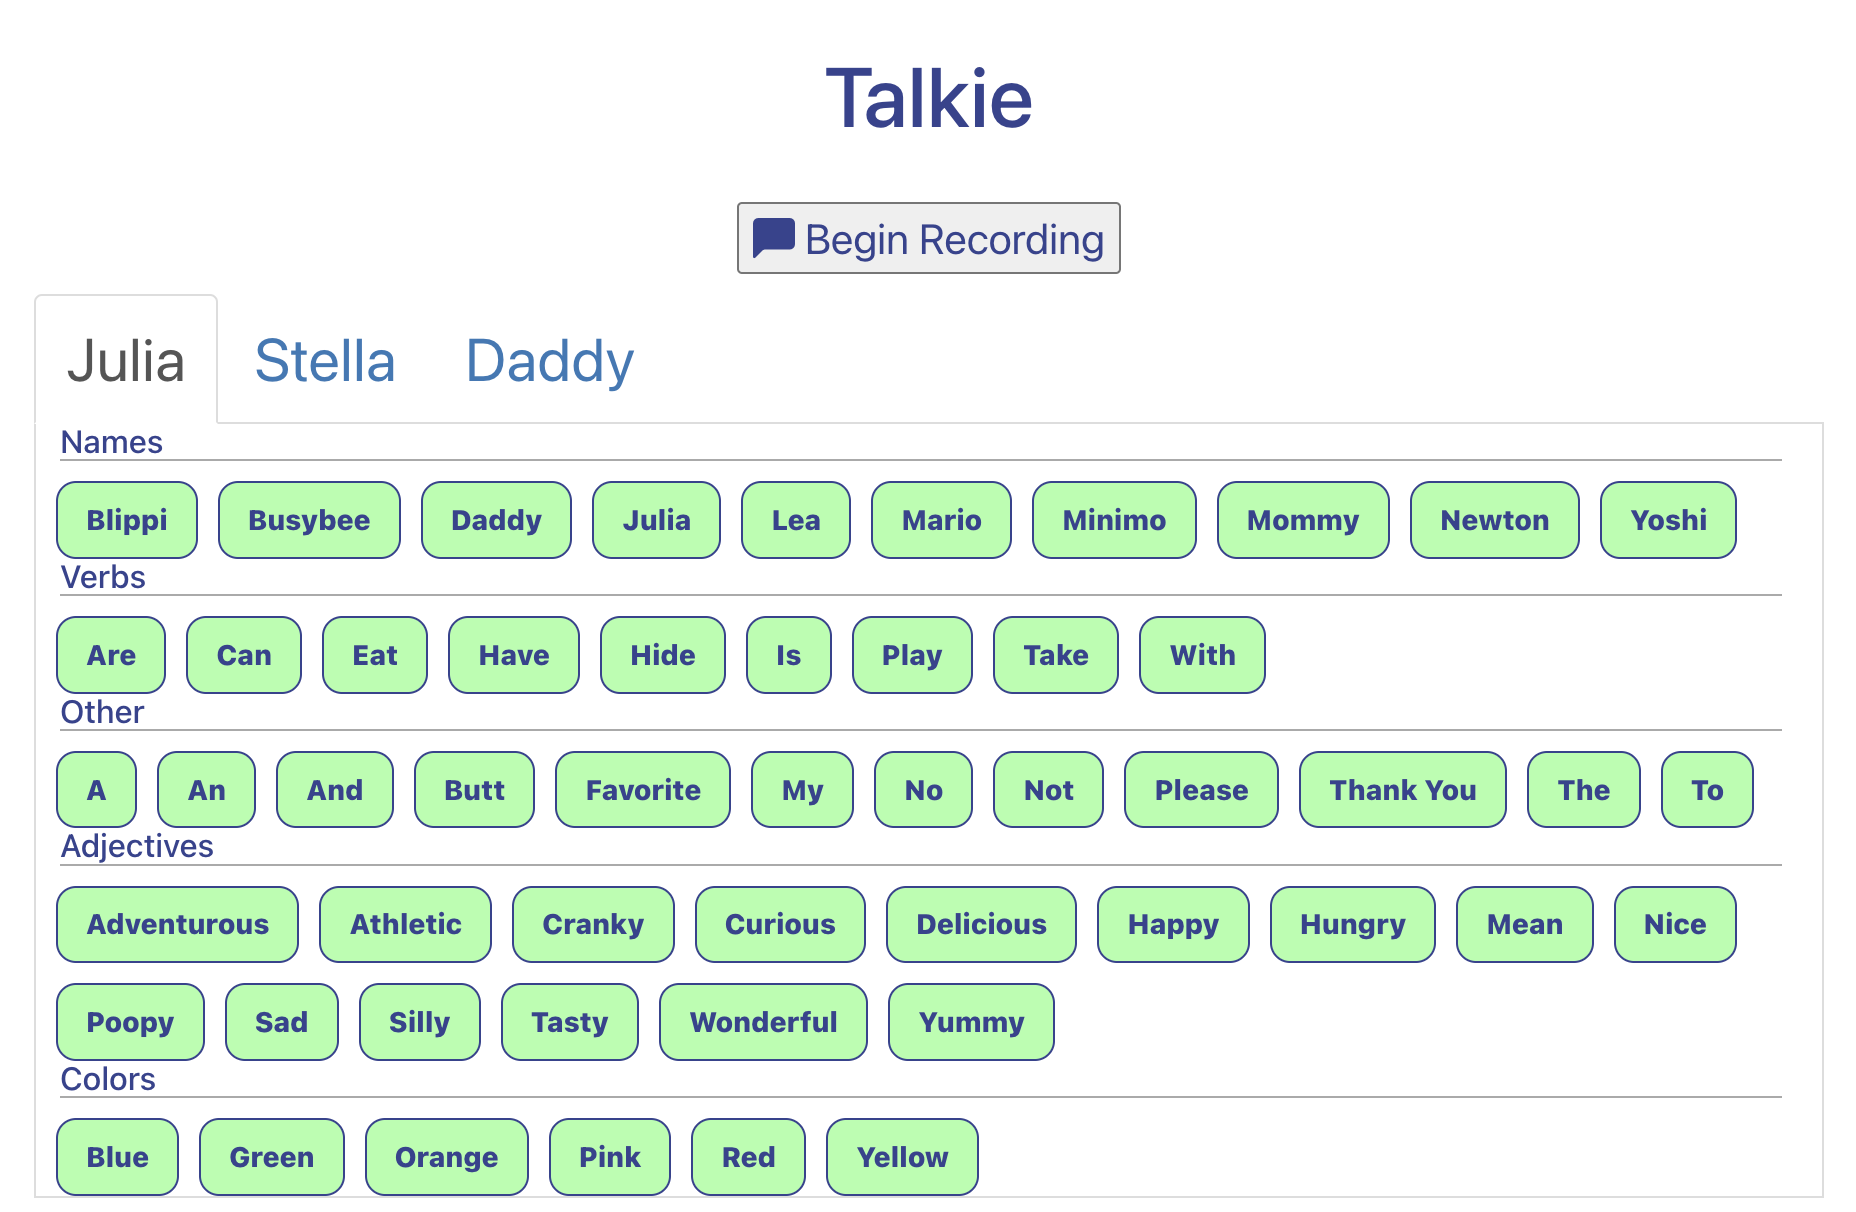 Talkie
Begin Recording
Julia Stella Daddy
Names
Blippi Busybee Daddy Julia Lea Mario Minimo Mommy Newton Yoshi
Verbs
Are Can Eat Have Hide Is Play Take With
Other
A An And Butt Favorite My No Not Please Thank You The To
Adjectives
Adventurous Athletic Cranky Curious Delicious Happy Hungry Mean Nice
Poopy Sad Silly Tasty Wonderful Yummy
Colors
Blue Green Orange Pink Red Yellow